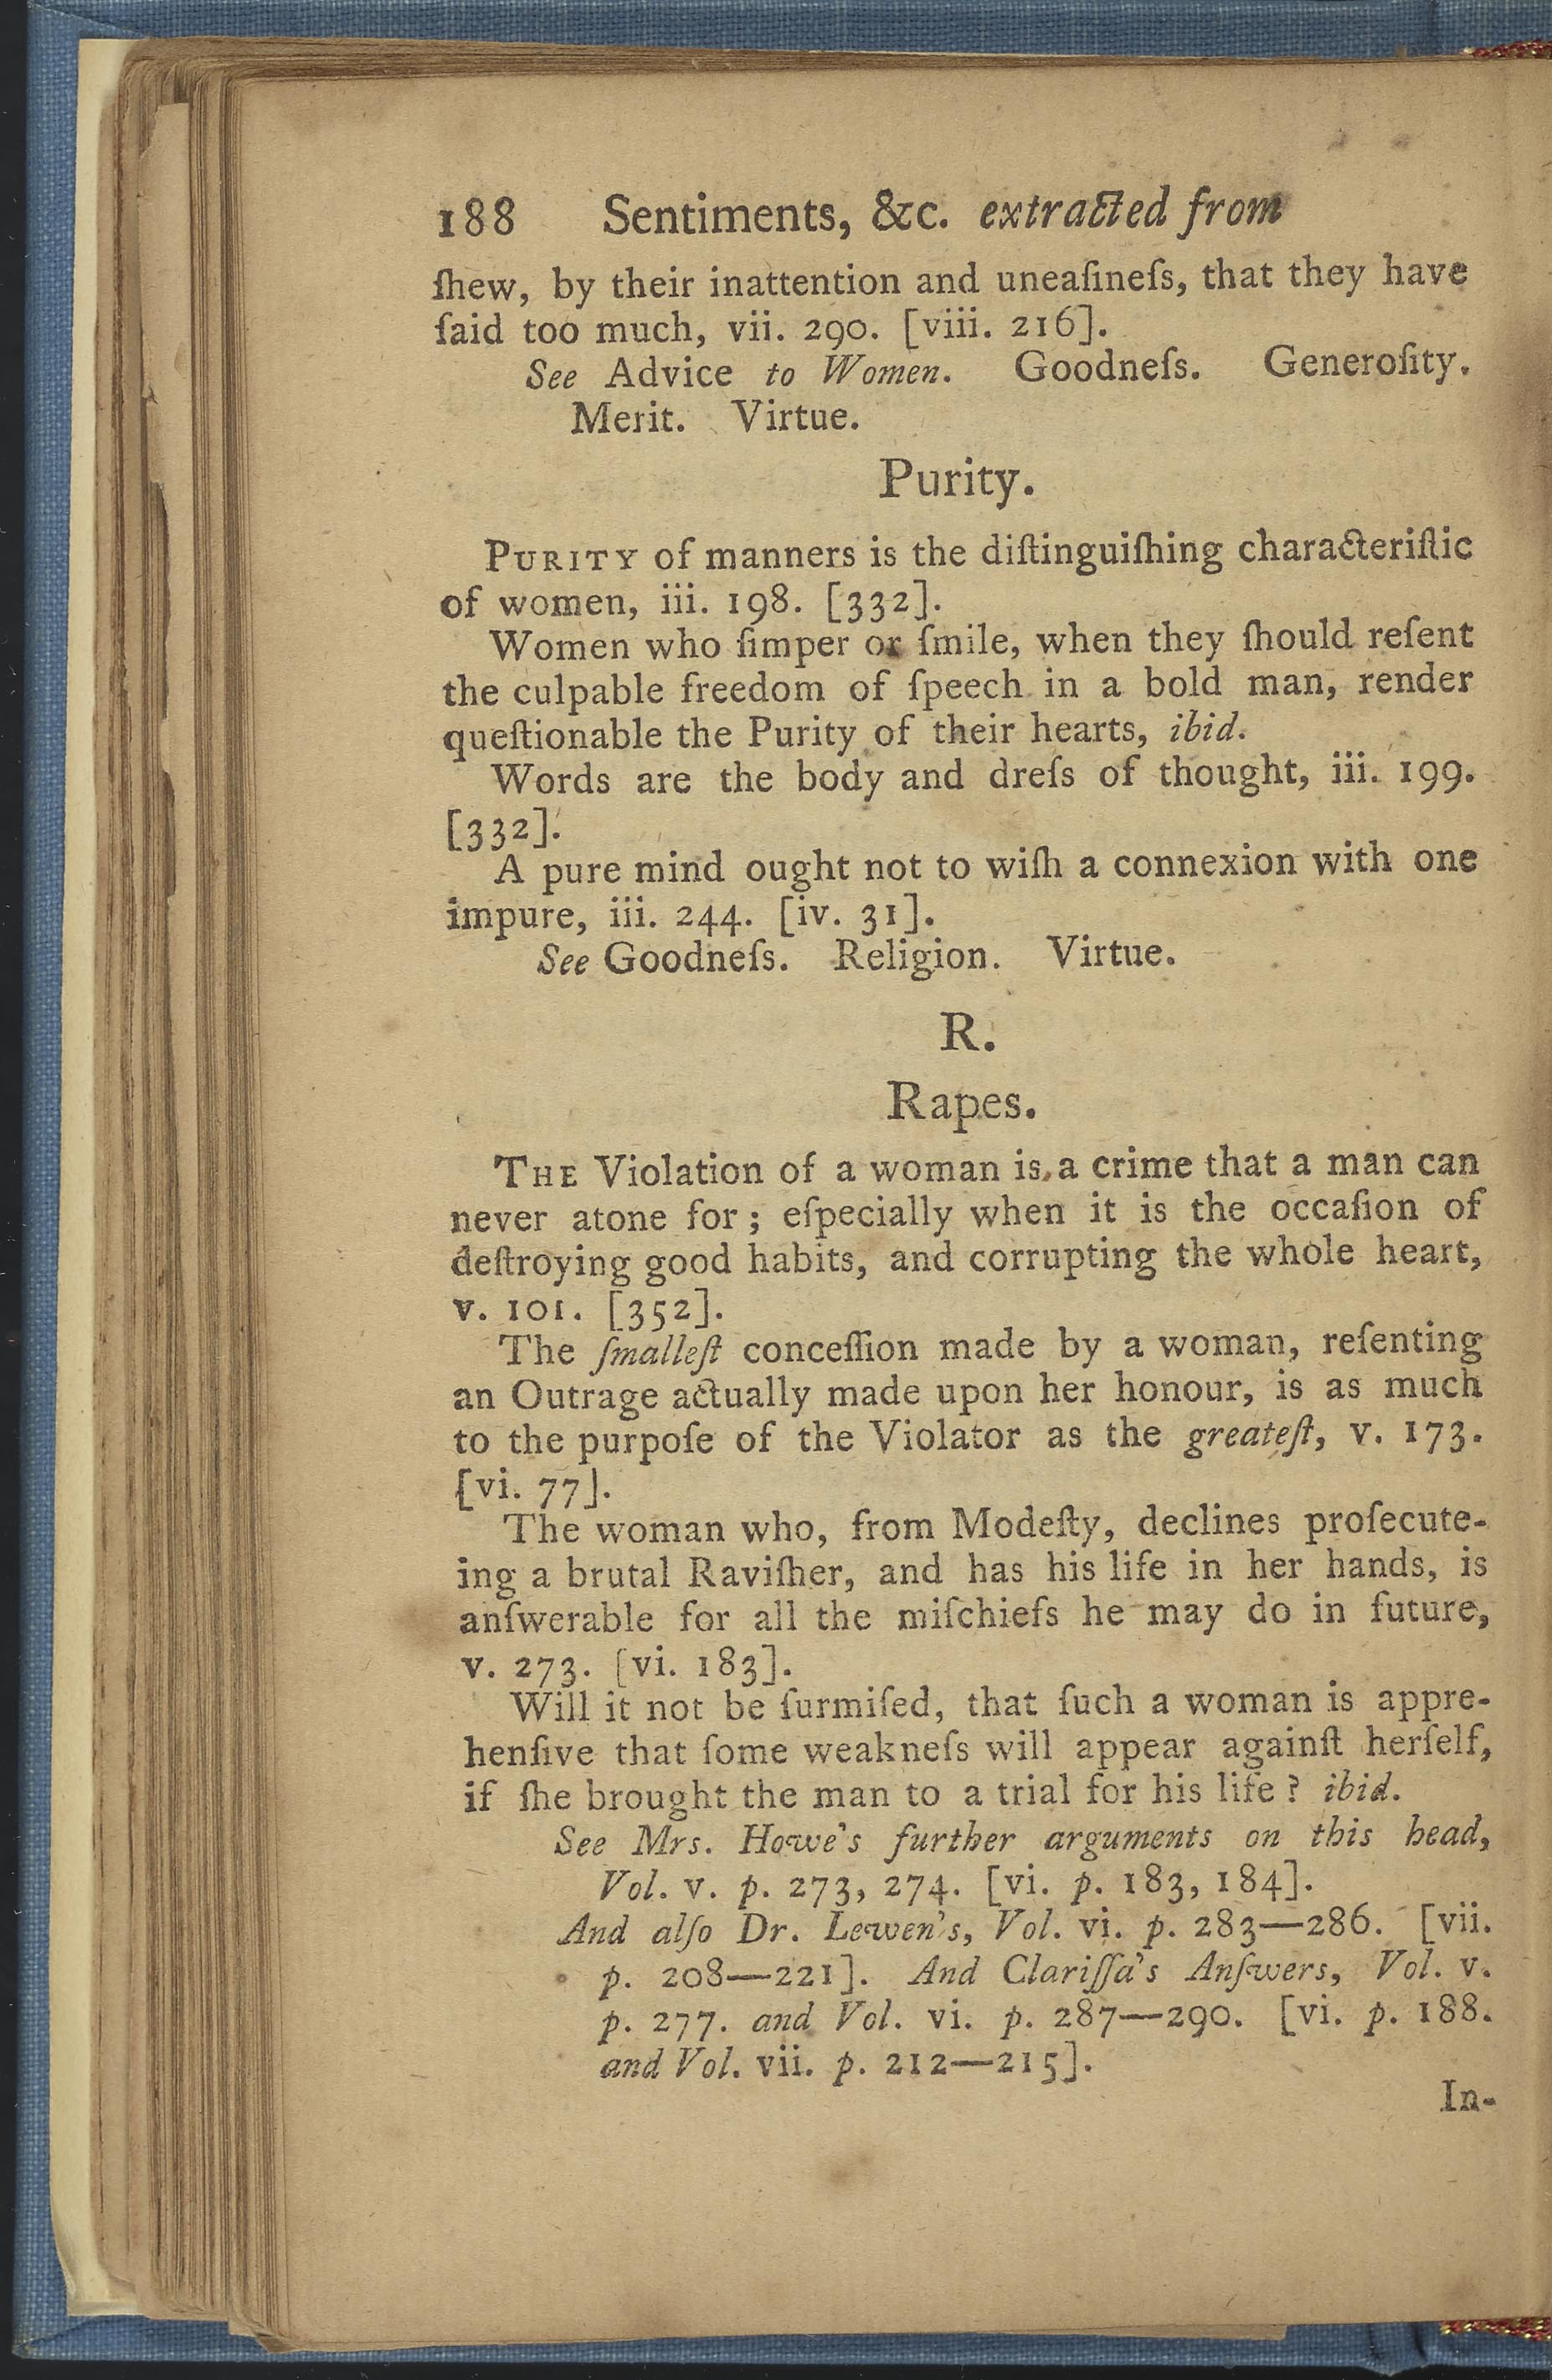 188 Sentiments, &c. extracted from
ſhew, by their inattention and uneaſineſs, that they have
ſaid too much, vii. 290. [viii. 216].
See Advice to Women. Goodneſs. Generoſity.
Merit. Virtue.
Purity.
PURITY of manners is the diſtinguiſhing characteriſtic
of women, iii. 198. [332].
Women who ſimper or ſmile, when they ſhould reſent
the culpable freedom of ſpeech in a bold man, render
queſtionable the Purity of their hearts, ibid.
Words are the body and dreſs of thought, iii. 199.
[332].
A pure mind ought not to wiſh a connexion with one
impure, iii. 244. [iv. 31].
See Goodneſs. Religion. Virtue.
R.
Rapes.
THE Violation of a woman is a crime that a man can
never atone for; eſpecially when it is the occaſion of
deſtroying good habits, and corrupting the whole heart,
v. 101. [352].
The ſmalleſt conceſſion made by a woman, reſenting
an Outrage actually made upon her honour, is as much
to the purpoſe of the Violator as the greateſt, v. 173.
[vi. 77].
The woman who, from Modeſty, declines proſecute-
ing a brutal Raviſher, and has his life in her hands, is
anſwerable for all the miſchiefs he may do in future,
v. 273. [vi. 183].
Will it not be ſurmiſed, that ſuch a woman is appre-
henſive that ſome weakneſs will appear againſt herſelf,
if ſhe brought the man to a trial for his life? ibid.
See Mrs. Howe's further arguments on this head,
Vol. v. p. 273, 274. [vi. p. 183, 184].
And alſo Dr. Lewen's, Vol. vi. p. 283—286. [vii.
p. 208—221]. And Clariſſa's Anſwers, Vol. v.
p. 277. and Vol. vi. p. 287—290. [vi. p. 188.
and Vol. vii. p. 212—215].
In-